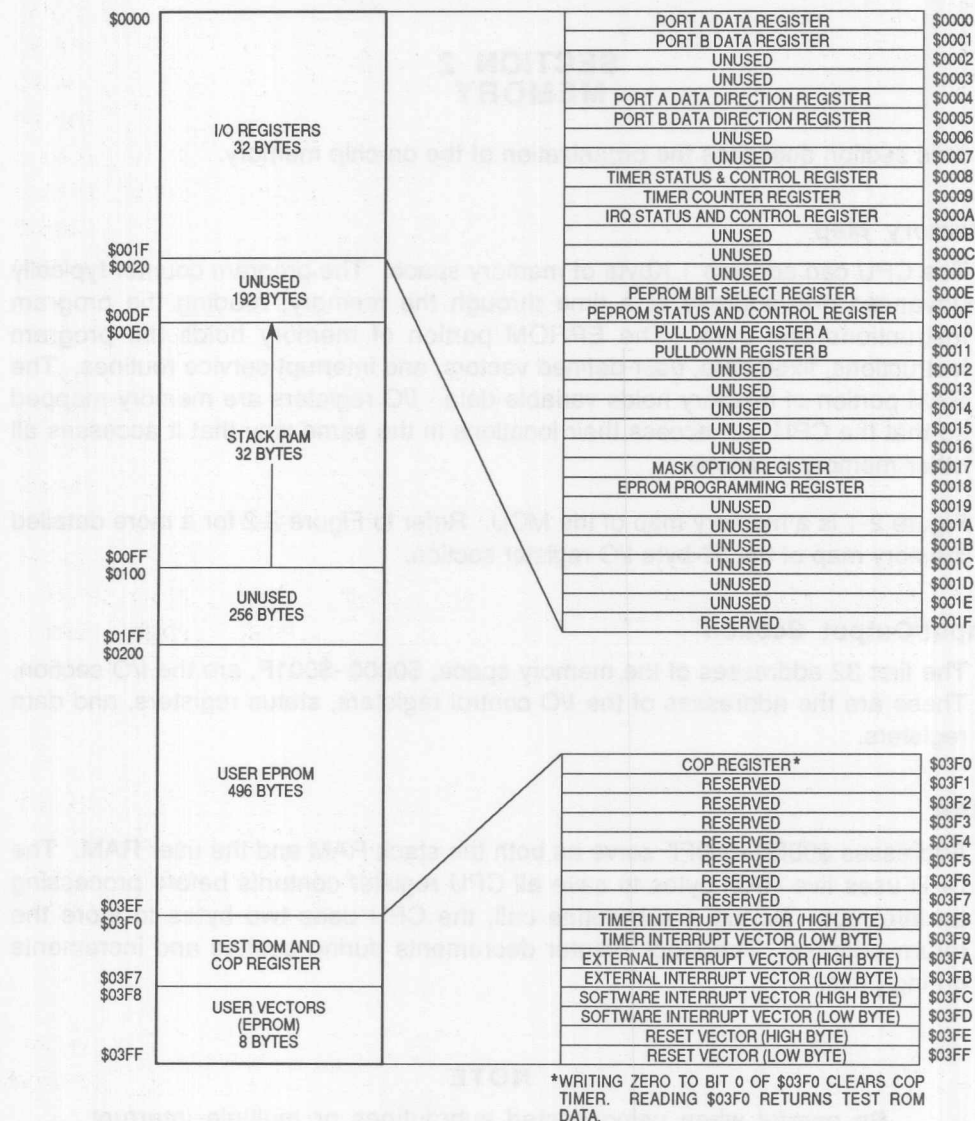 $0000
I/O REGISTERS
32 BYTES
$001F
$0020
UNUSED
192 BYTES
$00DF
$00E0
STACK RAM
32 BYTES
$00FF
$0100
UNUSED
256 BYTES
$01FF
$0200
USER EPROM
496 BYTES
$03EF
$03F0
TEST ROM AND
COP REGISTER
$03F7
$03F8
USER VECTORS
(EPROM)
8 BYTES
$03FF
PORT A DATA REGISTER $0000
PORT B DATA REGISTER $0001
UNUSED $0002
UNUSED $0003
PORT A DATA DIRECTION REGISTER $0004
PORT B DATA DIRECTION REGISTER $0005
UNUSED $0006
UNUSED $0007
TIMER STATUS & CONTROL REGISTER $0008
TIMER COUNTER REGISTER $0009
IRQ STATUS AND CONTROL REGISTER $000A
UNUSED $000B
UNUSED $000C
UNUSED $000D
PEPROM BIT SELECT REGISTER $000E
PEPROM STATUS AND CONTROL REGISTER $000F
PULLDOWN REGISTER A $0010
PULLDOWN REGISTER B $0011
UNUSED $0012
UNUSED $0013
UNUSED $0014
UNUSED $0015
UNUSED $0016
MASK OPTION REGISTER $0017
EPROM PROGRAMMING REGISTER $0018
UNUSED $0019
UNUSED $001A
UNUSED $001B
UNUSED $001C
UNUSED $001D
UNUSED $001E
RESERVED $001F
COP REGISTER* $03F0
RESERVED $03F1
RESERVED $03F2
RESERVED $03F3
RESERVED $03F4
RESERVED $03F5
RESERVED $03F6
RESERVED $03F7
TIMER INTERRUPT VECTOR (HIGH BYTE) $03F8
TIMER INTERRUPT VECTOR (LOW BYTE) $03F9
EXTERNAL INTERRUPT VECTOR (HIGH BYTE) $03FA
EXTERNAL INTERRUPT VECTOR (LOW BYTE) $03FB
SOFTWARE INTERRUPT VECTOR (HIGH BYTE) $03FC
SOFTWARE INTERRUPT VECTOR (LOW BYTE) $03FD
RESET VECTOR (HIGH BYTE) $03FE
RESET VECTOR (LOW BYTE) $03FF
*WRITING ZERO TO BIT 0 OF $03F0 CLEARS COP
TIMER. READING $03F0 RETURNS TEST ROM
DATA.